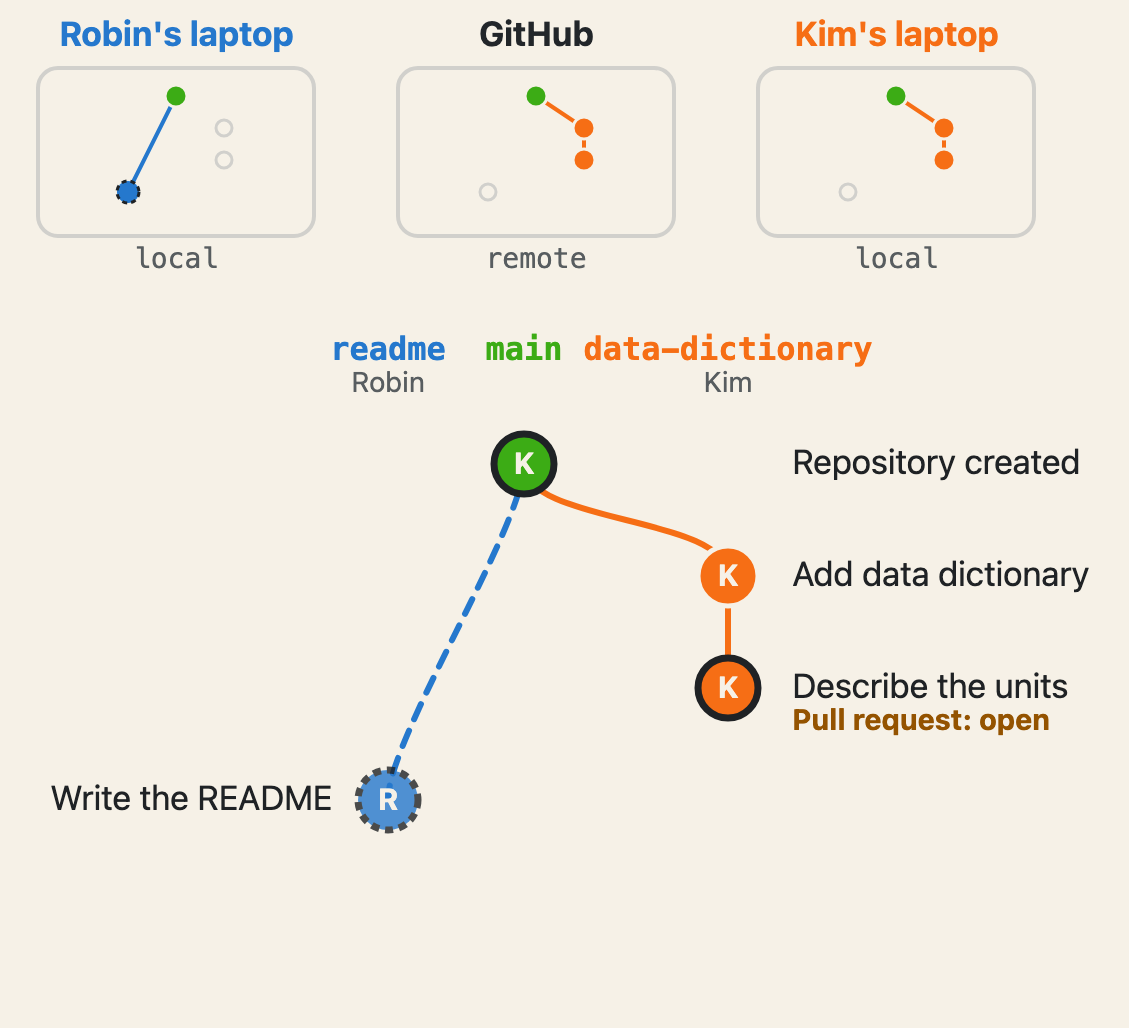 Robin's laptop
GitHub
Kim's laptop
local
remote
local
readme
main
data-dictionary
Robin
Kim
K
Repository created
K
Add data dictionary
K
Describe the units
Pull request: open
Write the README
R